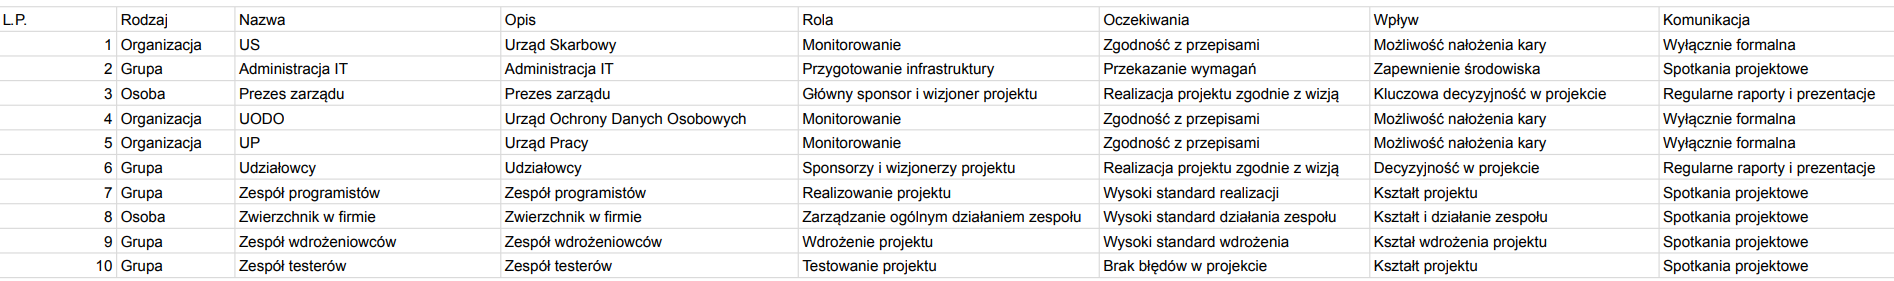 L.P. Rodzaj Nazwa Opis Rola Oczekiwania Wpływ Komunikacja
1 Organizacja US Urząd Skarbowy Monitorowanie Zgodność z przepisami Możliwość nałożenia kary Wyłącznie formalna
2 Grupa Administracja IT Administracja IT Przygotowanie infrastruktury Przekazanie wymagań Zapewnienie środowiska Spotkania projektowe
3 Osoba Prezes zarządu Prezes zarządu Główny sponsor i wizjoner projektu Realizacja projektu zgodnie z wizją Kluczowa decyzyjność w projekcie Regularne raporty i prezentacje
4 Organizacja UODO Urząd Ochrony Danych Osobowych Monitorowanie Zgodność z przepisami Możliwość nałożenia kary Wyłącznie formalna
5 Organizacja UP Urząd Pracy Monitorowanie Zgodność z przepisami Możliwość nałożenia kary Wyłącznie formalna
6 Grupa Udziałowcy Udziałowcy Sponsorzy i wizjonerzy projektu Realizacja projektu zgodnie z wizją Decyzyjność w projekcie Regularne raporty i prezentacje
7 Grupa Zespół programistów Zespół programistów Realizowanie projektu Wysoki standard realizacji Kształt projektu Spotkania projektowe
8 Osoba Zwierzchnik w firmie Zwierzchnik w firmie Zarządzanie ogólnym działaniem zespołu Wysoki standard działania zespołu Kształt i działanie zespołu Spotkania projektowe
9 Grupa Zespół wdrożeniowców Zespół wdrożeniowców Wdrożenie projektu Wysoki standard wdrożenia Kształ wdrożenia projektu Spotkania projektowe
10 Grupa Zespół testerów Zespół testerów Testowanie projektu Brak błędów w projekcie Kształt projektu Spotkania projektowe